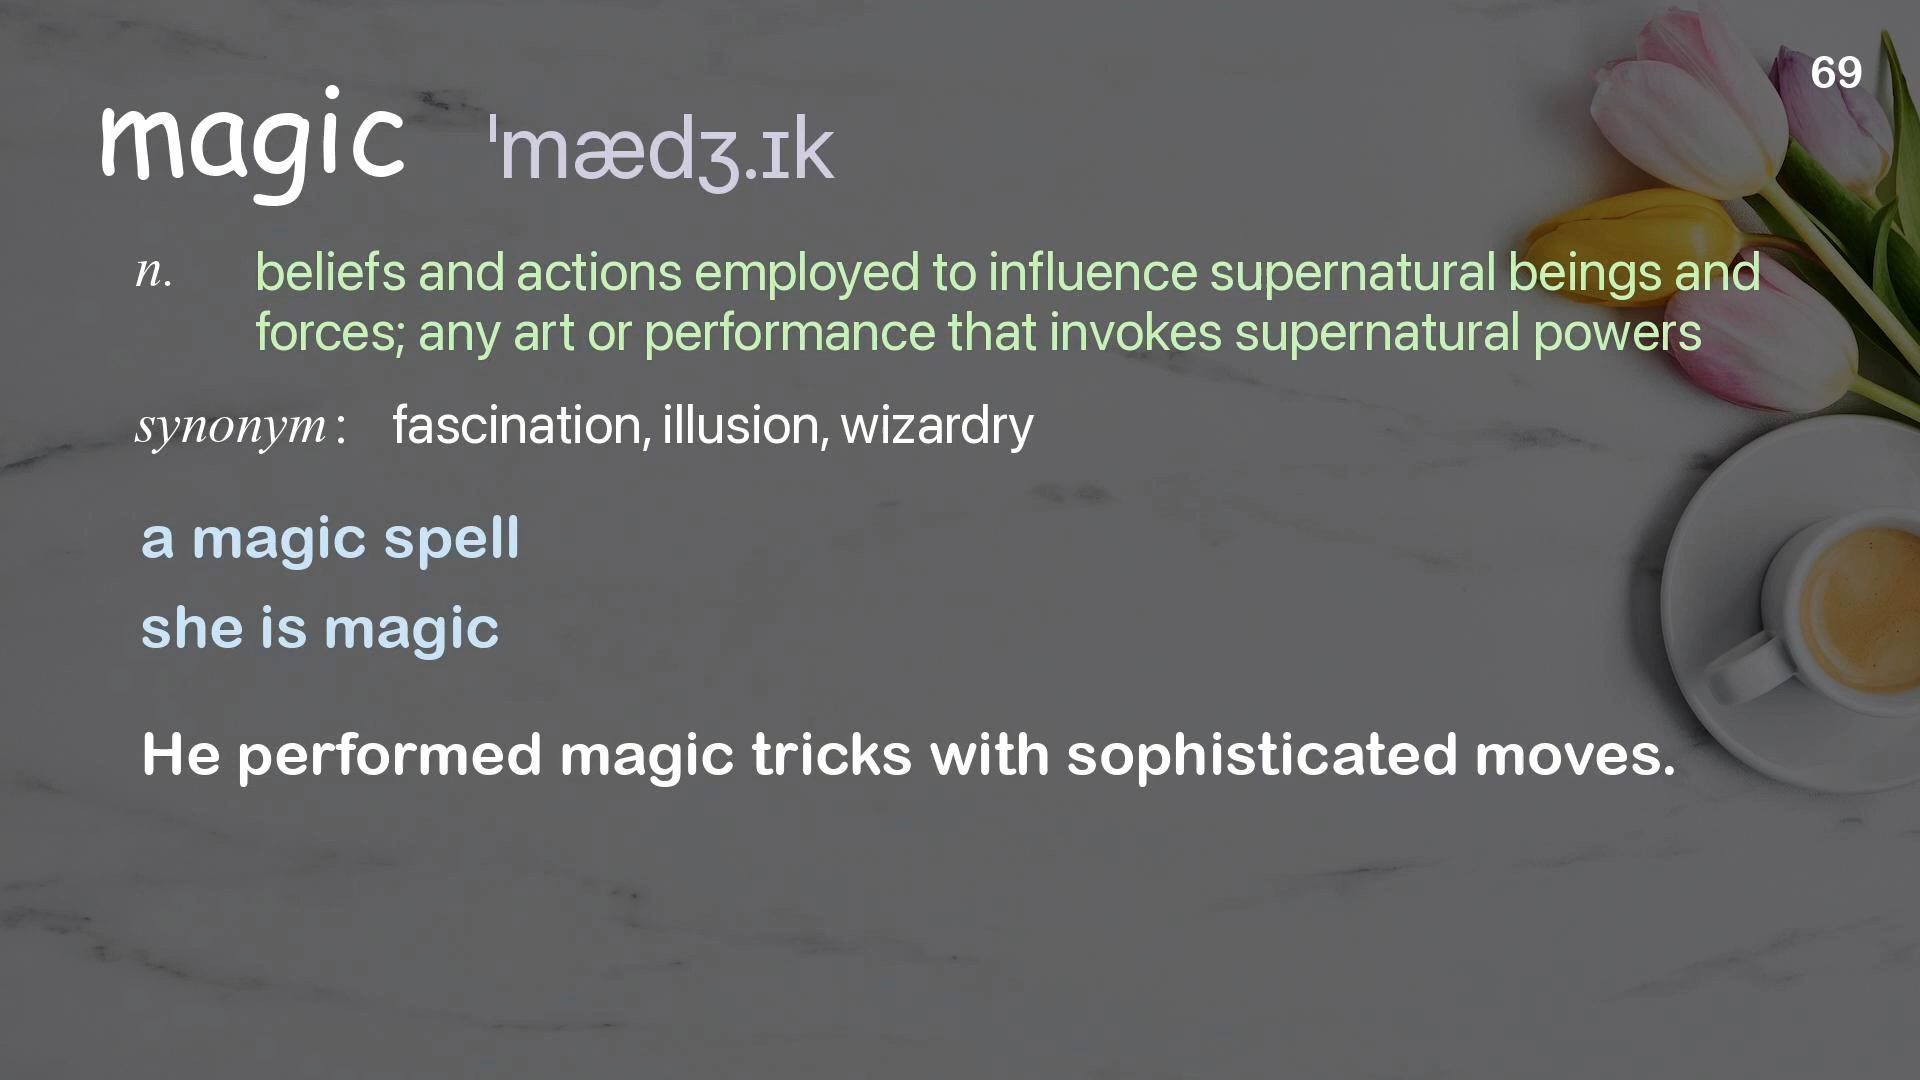 69
magic ˈmædʒ.ɪk
n. beliefs and actions employed to influence supernatural beings and
forces; any art or performance that invokes supernatural powers
synonym: fascination, illusion, wizardry
a magic spell
she is magic
He performed magic tricks with sophisticated moves.